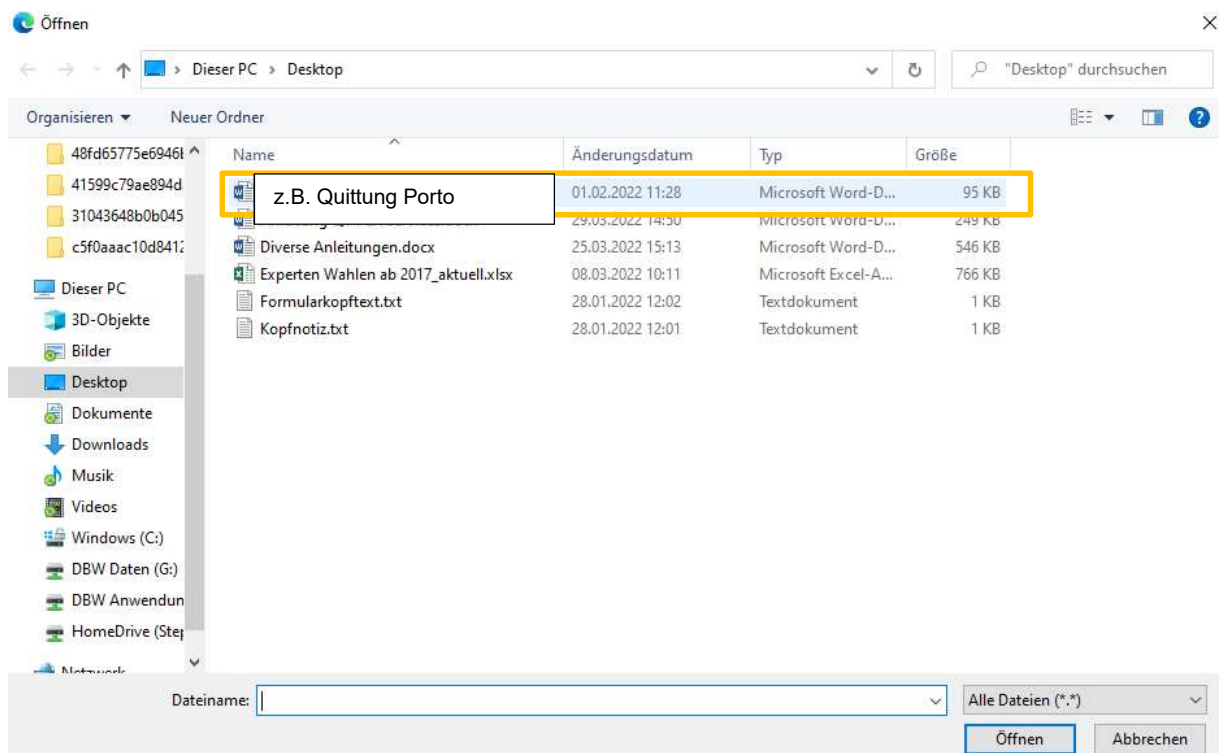 Öffnen
Dieser PC > Desktop
"Desktop" durchsuchen
Organisieren
Neuer Ordner
48fd65775e6946
41599c79ae894d
31043648b0b045
c5f0aaac10d8412
Dieser PC
3D-Objekte
Bilder
Desktop
Dokumente
Downloads
Musik
Videos
Windows (C:)
DBW Daten (G:)
DBW Anwendun
HomeDrive (Step
Name Änderungsdatum Typ Größe
z.B. Quittung Porto 01.02.2022 11:28 Microsoft Word-D... 95 KB
29.03.2022 14:50 Microsoft Word-D... 249 KB
Diverse Anleitungen.docx 25.03.2022 15:13 Microsoft Word-D... 546 KB
Experten Wahlen ab 2017_aktuell.xlsx 08.03.2022 10:11 Microsoft Excel-A... 766 KB
Formularkopftext.txt 28.01.2022 12:02 Textdokument 1 KB
Kopfnotiz.txt 28.01.2022 12:01 Textdokument 1 KB
Dateiname:
Alle Dateien (*.*)
Öffnen
Abbrechen